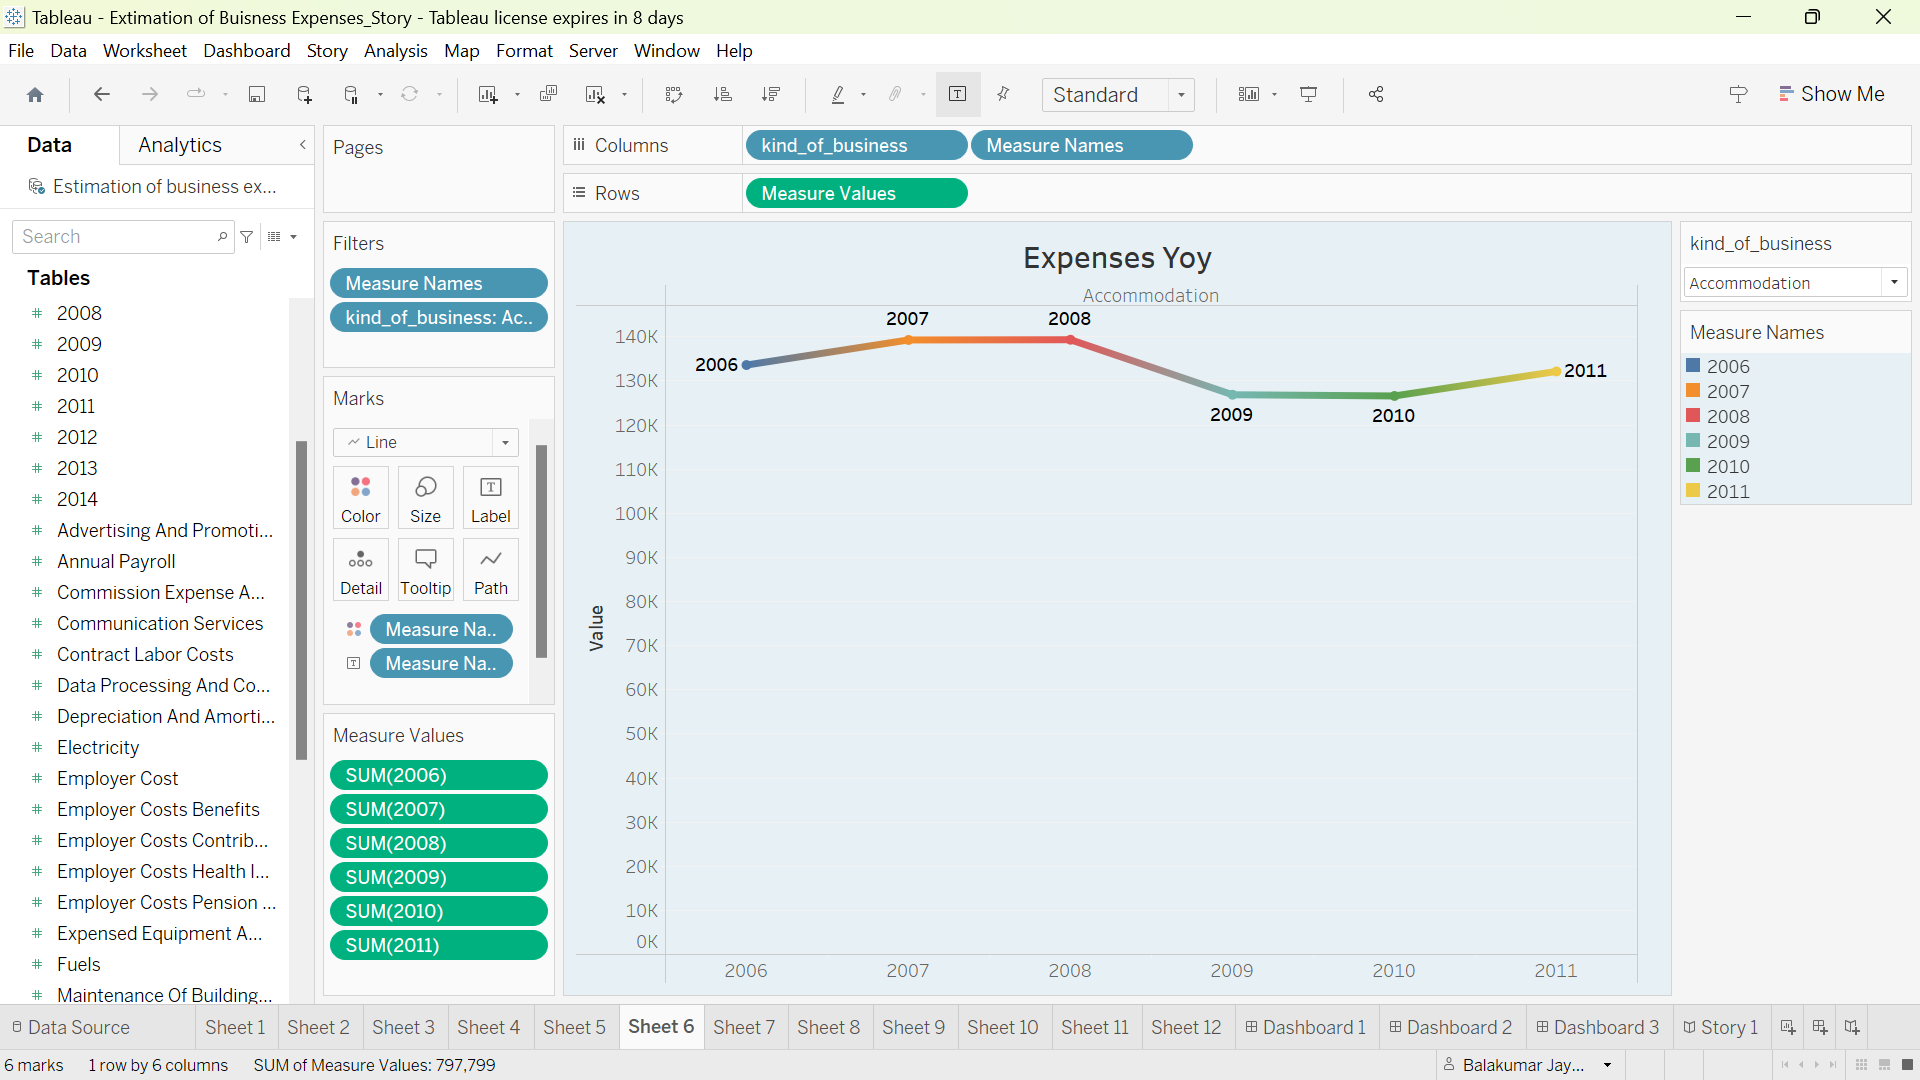 Tableau - Extimation of Buisness Expenses_Story - Tableau license expires in 8 days
File Data Worksheet Dashboard Story Analysis Map Format Server Window Help
Standard
Show Me
Data
Analytics
Estimation of business ex...
Search
Tables
2008
2009
2010
2011
2012
2013
2014
Advertising And Promoti...
Annual Payroll
Commission Expense A...
Communication Services
Contract Labor Costs
Data Processing And Co...
Depreciation And Amorti...
Electricity
Employer Cost
Employer Costs Benefits
Employer Costs Contrib...
Employer Costs Health I...
Employer Costs Pension ...
Expensed Equipment A...
Fuels
Maintenance Of Building...
Pages
Filters
Measure Names
kind_of_business: Ac..
Marks
Line
Color
Size
Label
Detail
Tooltip
Path
Measure Na..
Measure Na..
Measure Values
SUM(2006)
SUM(2007)
SUM(2008)
SUM(2009)
SUM(2010)
SUM(2011)
Columns
kind_of_business
Measure Names
Rows
Measure Values
Expenses Yoy
Accommodation
Value
140K
130K
120K
110K
100K
90K
80K
70K
60K
50K
40K
30K
20K
10K
0K
2006
2007
2008
2009
2010
2011
2006
2007
2008
2009
2010
2011
kind_of_business
Accommodation
Measure Names
2006
2007
2008
2009
2010
2011
Data Source
Sheet 1
Sheet 2
Sheet 3
Sheet 4
Sheet 5
Sheet 6
Sheet 7
Sheet 8
Sheet 9
Sheet 10
Sheet 11
Sheet 12
Dashboard 1
Dashboard 2
Dashboard 3
Story 1
6 marks
1 row by 6 columns
SUM of Measure Values: 797,799
Balakumar Jay...